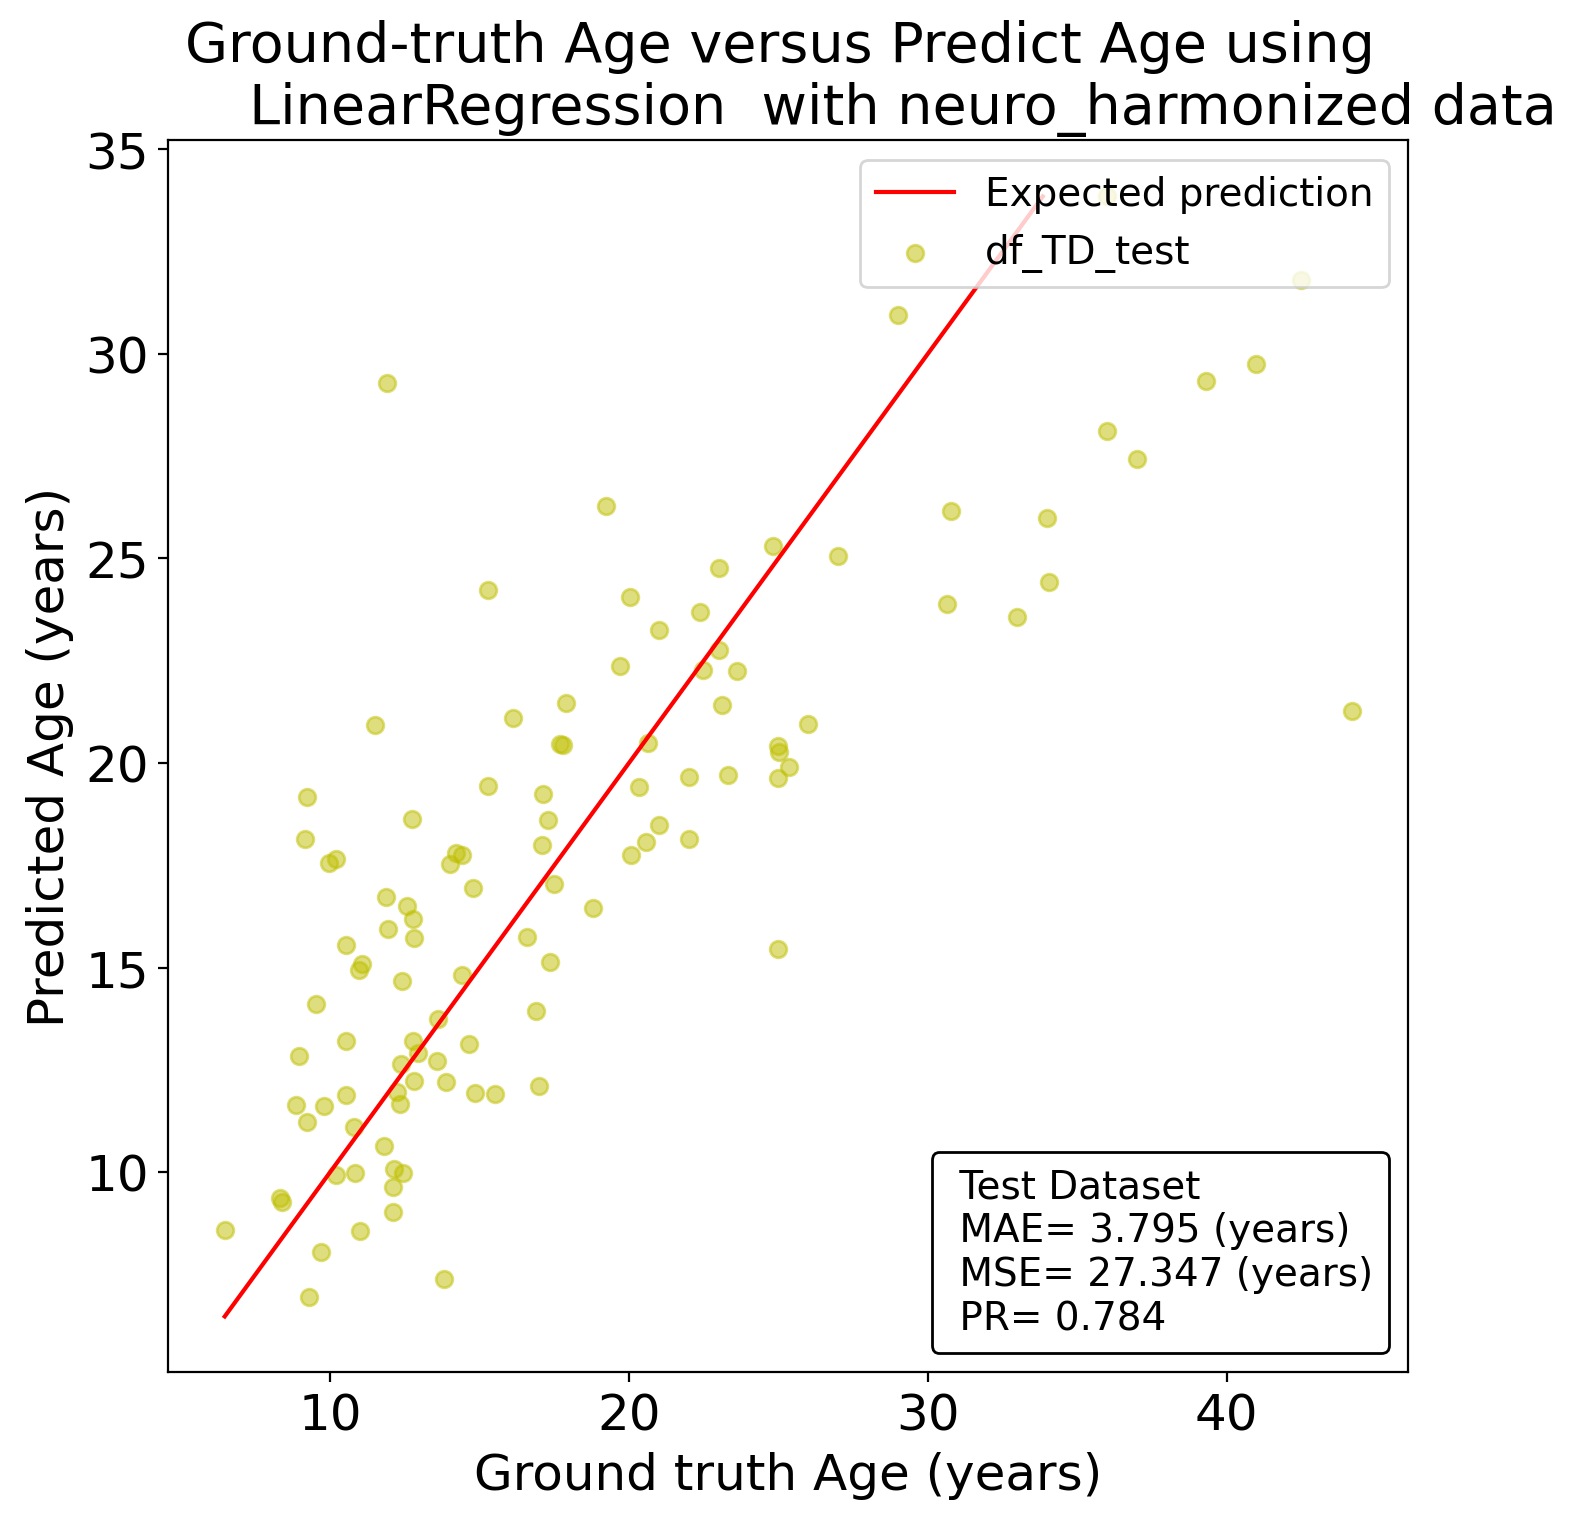 Ground-truth Age versus Predict Age using
LinearRegression  with neuro_harmonized data
35
30
25
20
15
10
Predicted Age (years)
Expected prediction
df_TD_test
Test Dataset
MAE= 3.795 (years)
MSE= 27.347 (years)
PR= 0.784
10 20 30 40
Ground truth Age (years)